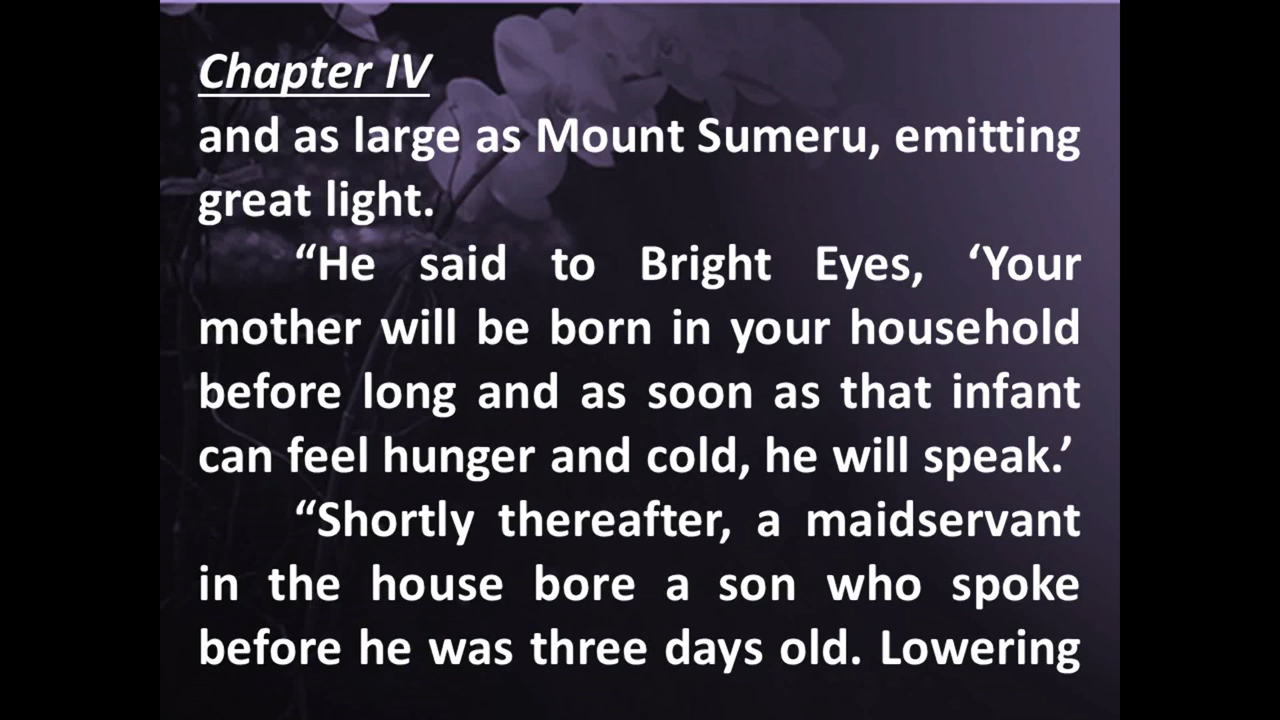 Chapter IV
and as large as Mount Sumeru, emitting
great light.
“He said to Bright Eyes, ‘Your
mother will be born in your household
before long and as soon as that infant
can feel hunger and cold, he will speak.’
“Shortly thereafter, a maidservant
in the house bore a son who spoke
before he was three days old. Lowering